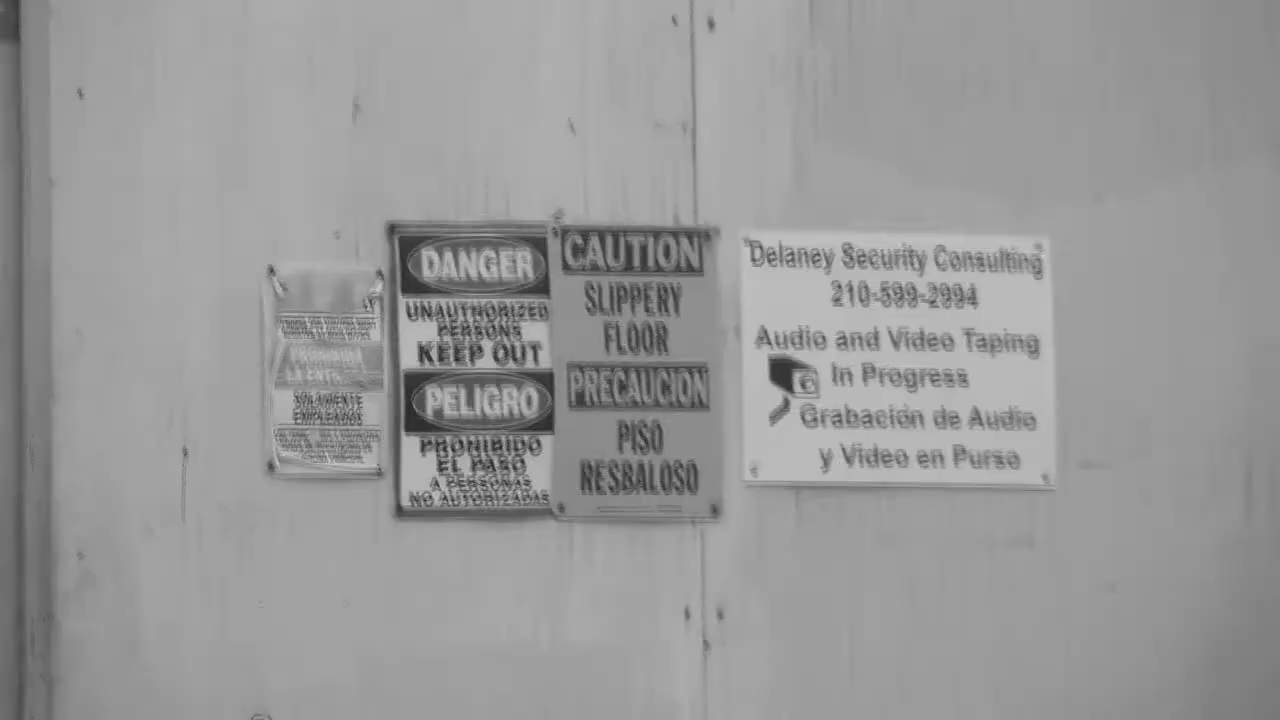 SOLAMENTE
EMPLEADOS
DANGER
UNAUTHORIZED
PERSONS
KEEP OUT
PELIGRO
PROHIBIDO
EL PASO
A PERSONAS
NO AUTORIZADAS
CAUTION
SLIPPERY
FLOOR
PRECAUCION
PISO
RESBALOSO
Delaney Security Consulting
210-599-2994
Audio and Video Taping
In Progress
Grabación de Audio
y Video en Purso